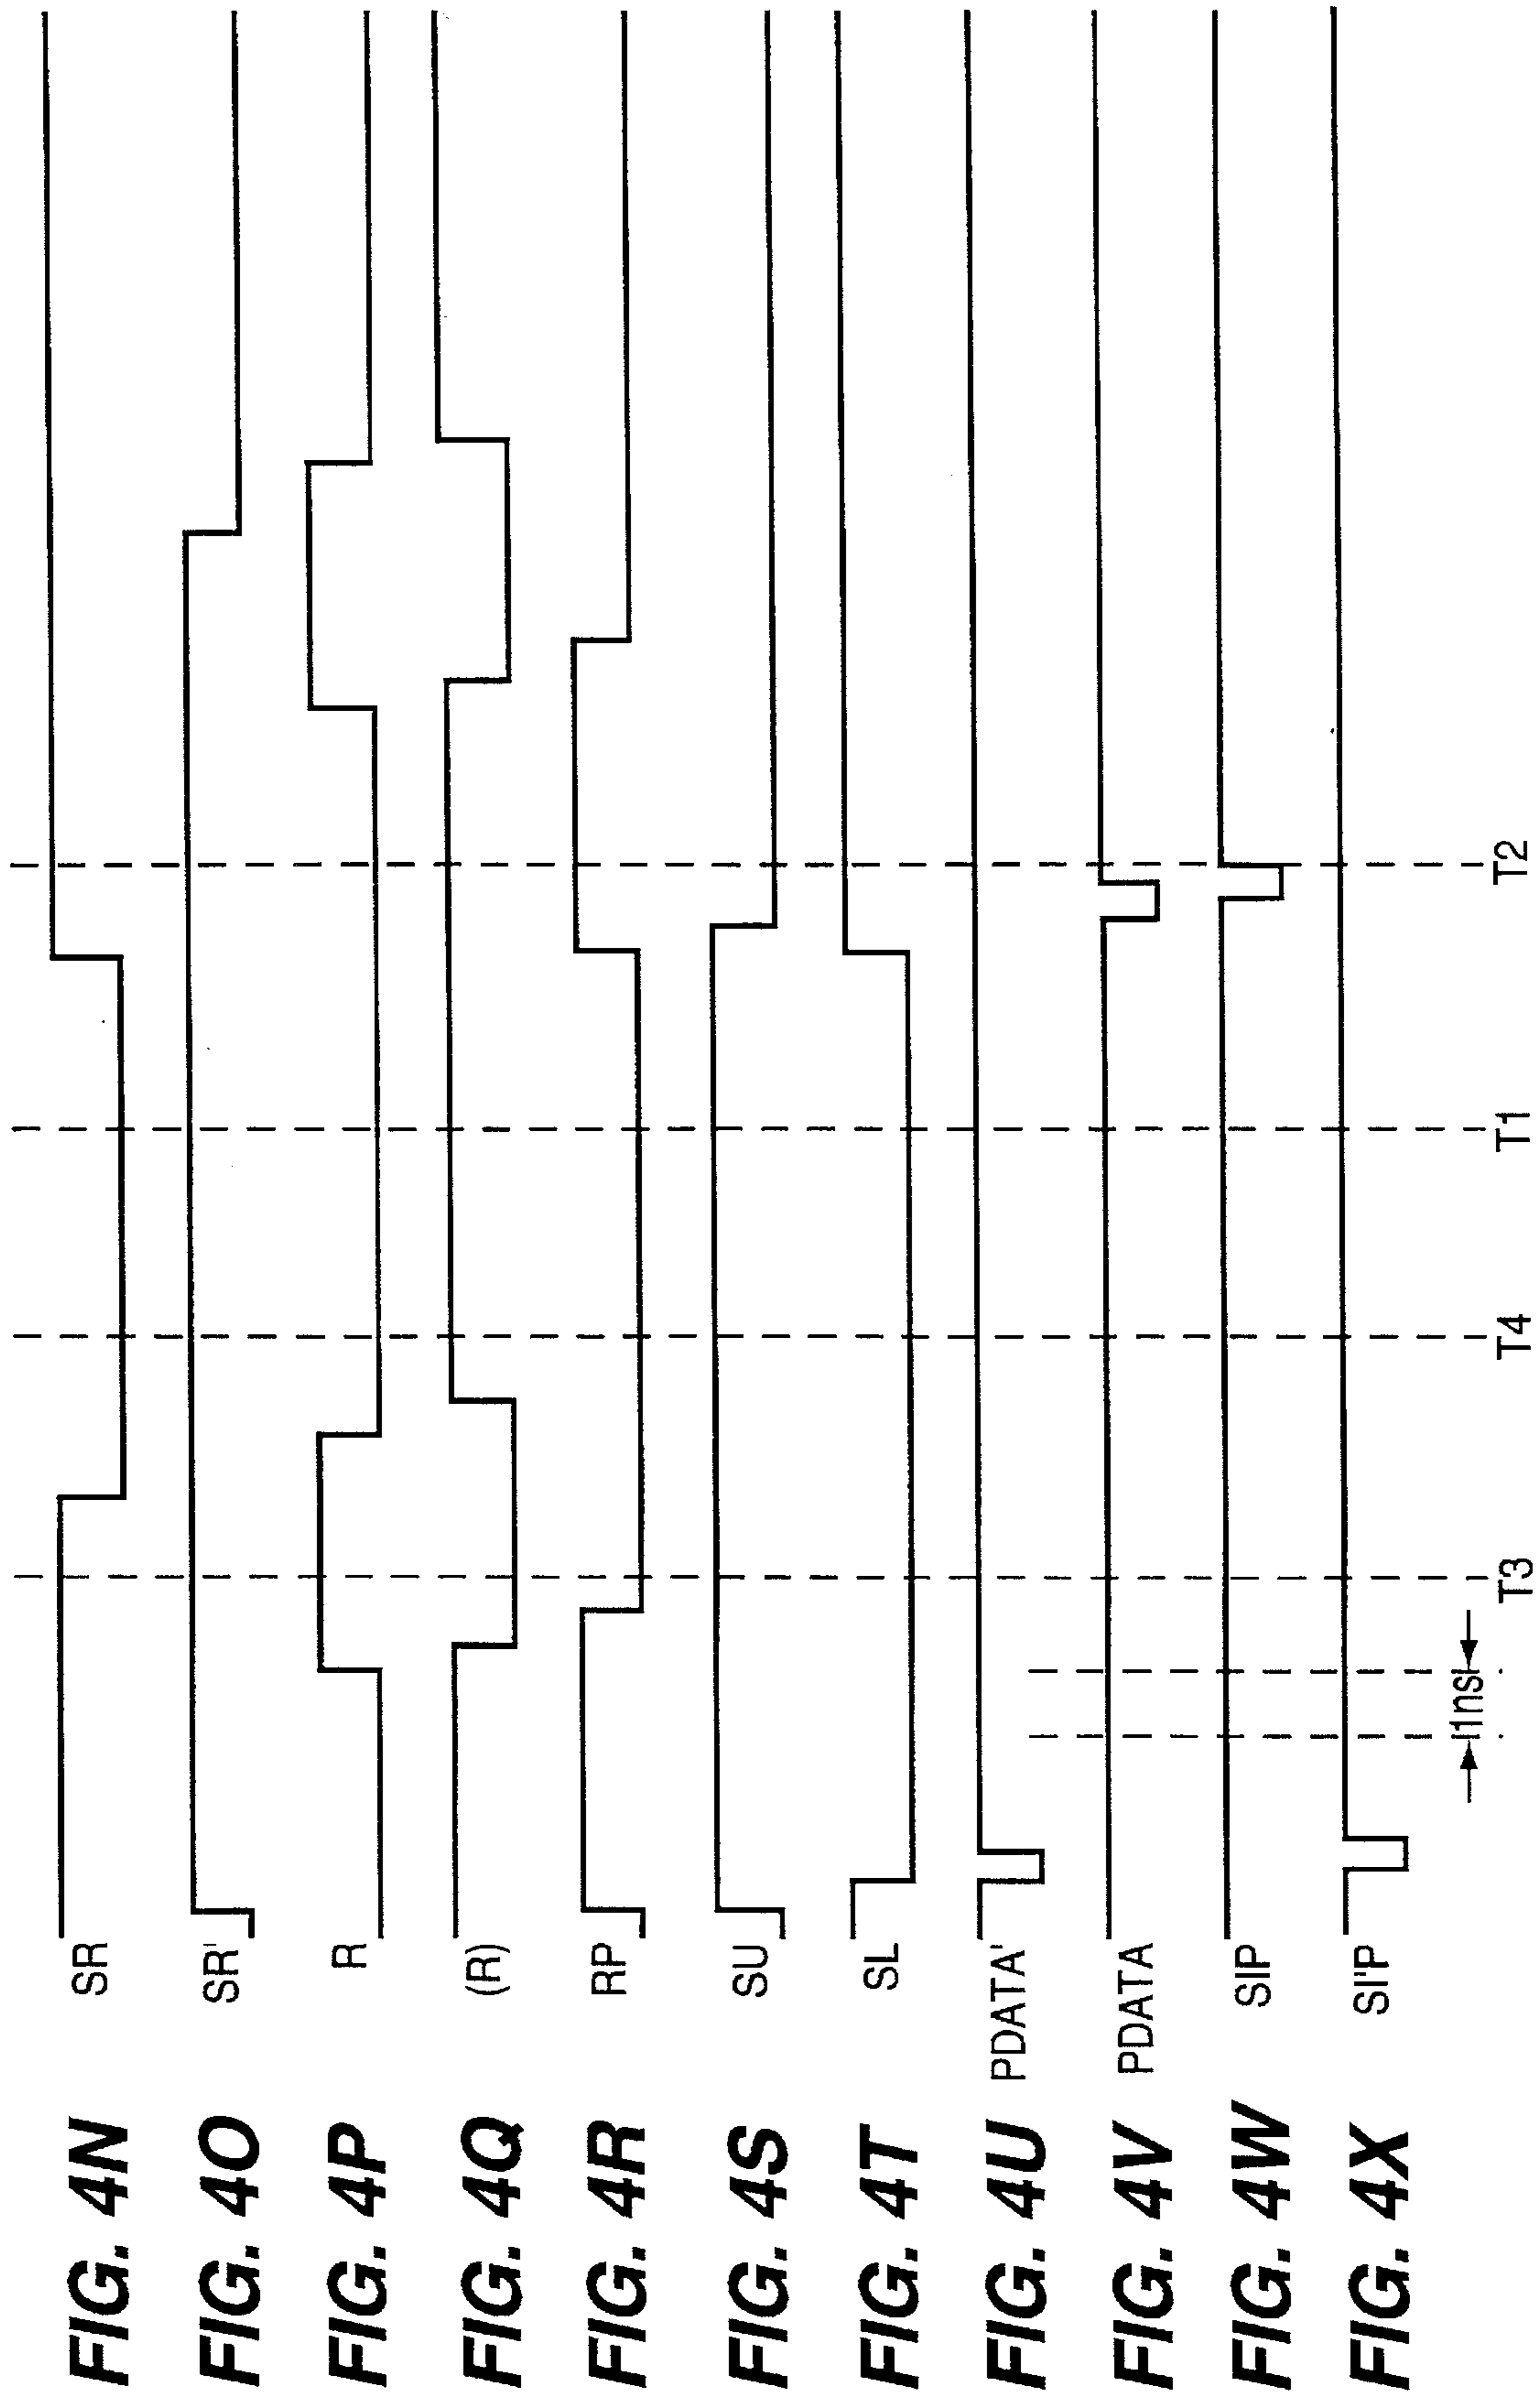 FIG. 4N SR
FIG. 4O SR'
FIG. 4P R
FIG. 4Q (R)
FIG. 4R RP
FIG. 4S SU
FIG. 4T SL
FIG. 4U PDATA'
FIG. 4V PDATA
FIG. 4W SIP
FIG. 4X SI'P
1ns
T3 T4 T1 T2